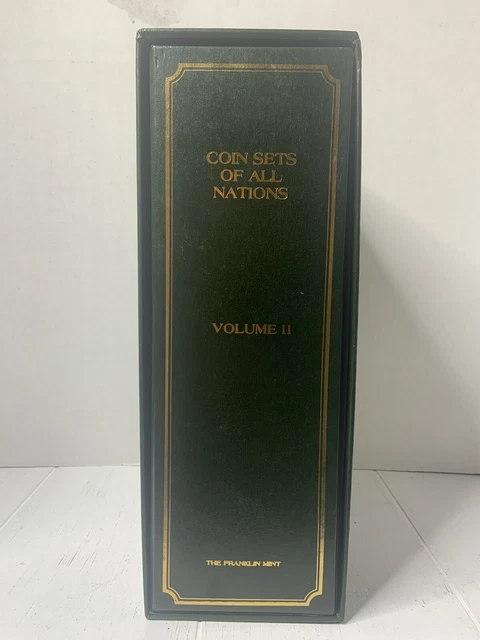 COIN SETS
OF ALL
NATIONS
VOLUME II
THE FRANKLIN MINT